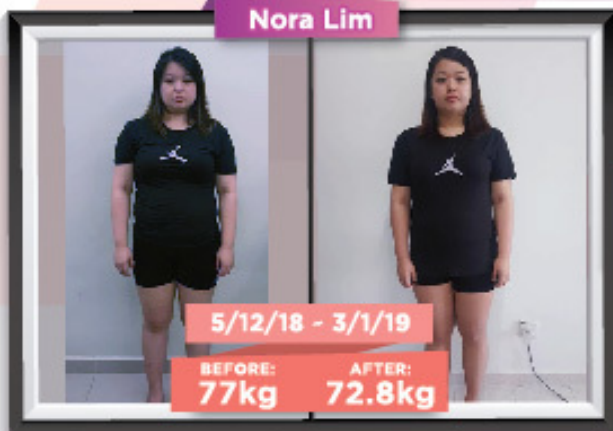 Nora Lim
5/12/18 - 3/1/19
BEFORE:
77kg
AFTER:
72.8kg